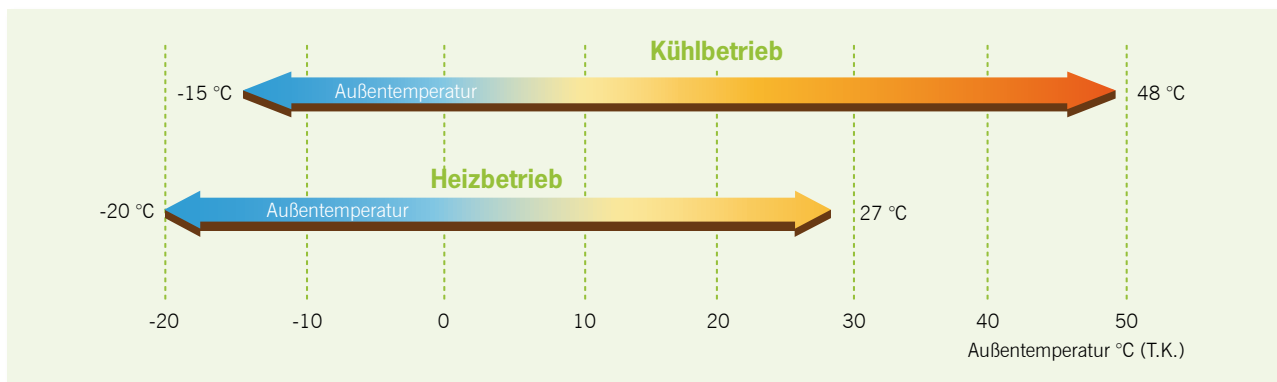 Kühlbetrieb
-15 °C
Außentemperatur
48 °C
Heizbetrieb
-20 °C
Außentemperatur
27 °C
-20 -10 0 10 20 30 40 50
Außentemperatur °C (T.K.)